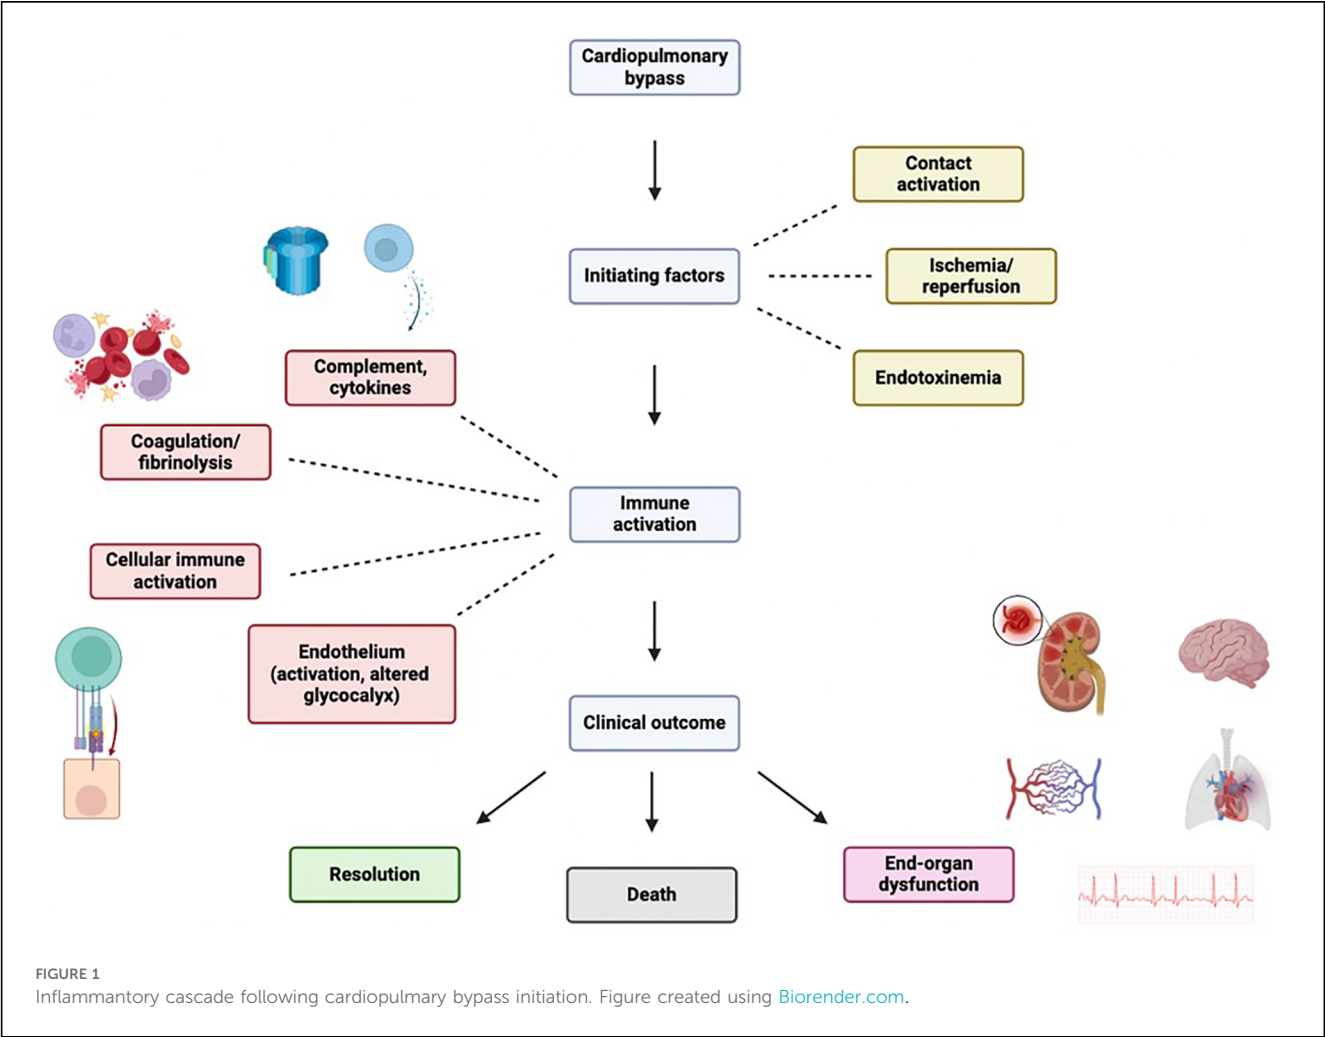 Cardiopulmonary
bypass
Contact
activation
Initiating factors
Ischemia/
reperfusion
Endotoxinemia
Complement,
cytokines
Coagulation/
fibrinolysis
Immune
activation
Cellular immune
activation
Endothelium
(activation, altered
glycocalyx)
Clinical outcome
Resolution
Death
End-organ
dysfunction
FIGURE 1
Inflammantory cascade following cardiopulmary bypass initiation. Figure created using Biorender.com.